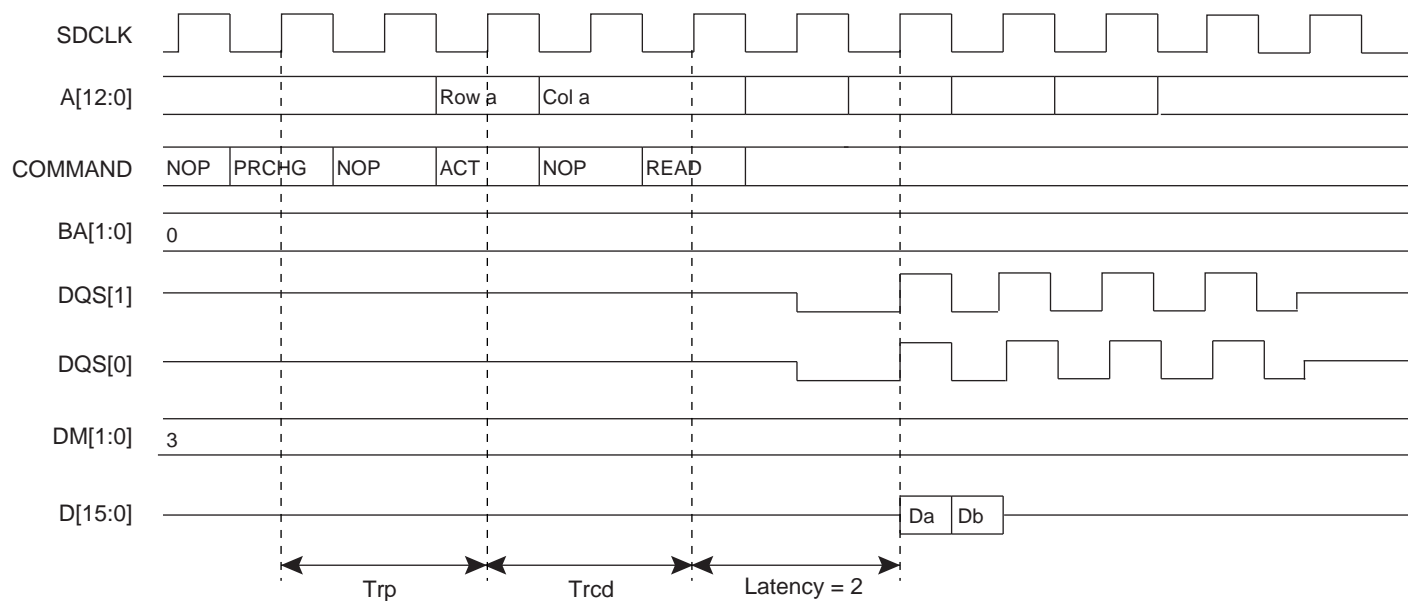 SDCLK
A[12:0] Row a Col a
COMMAND NOP PRCHG NOP ACT NOP READ
BA[1:0] 0
DQS[1]
DQS[0]
DM[1:0] 3
D[15:0] Da Db
Trp Trcd Latency = 2